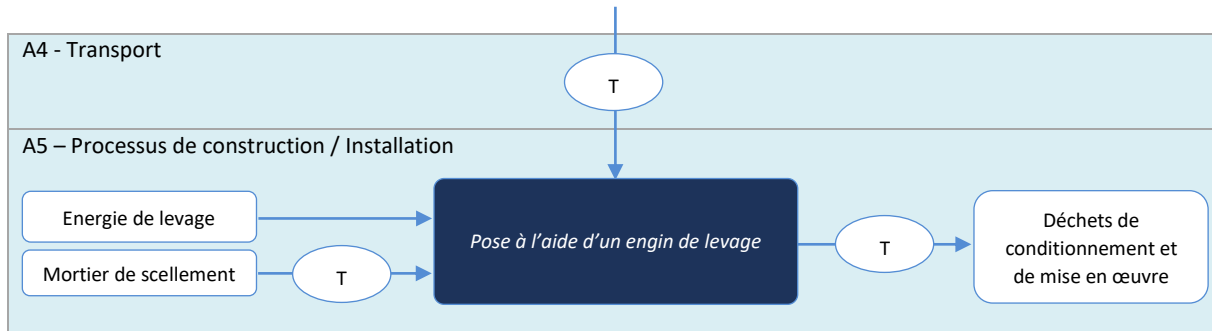 A4 - Transport
T
A5 – Processus de construction / Installation
Energie de levage
Mortier de scellement
T
Pose à l’aide d’un engin de levage
T
Déchets de
conditionnement et
de mise en œuvre